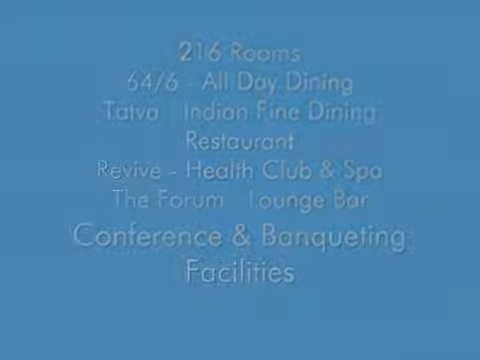 216 Rooms
64/6 - All Day Dining
Tatva - Indian Fine Dining
Restaurant
Revive - Health Club & Spa
The Forum - Lounge Bar
Conference & Banqueting
Facilities